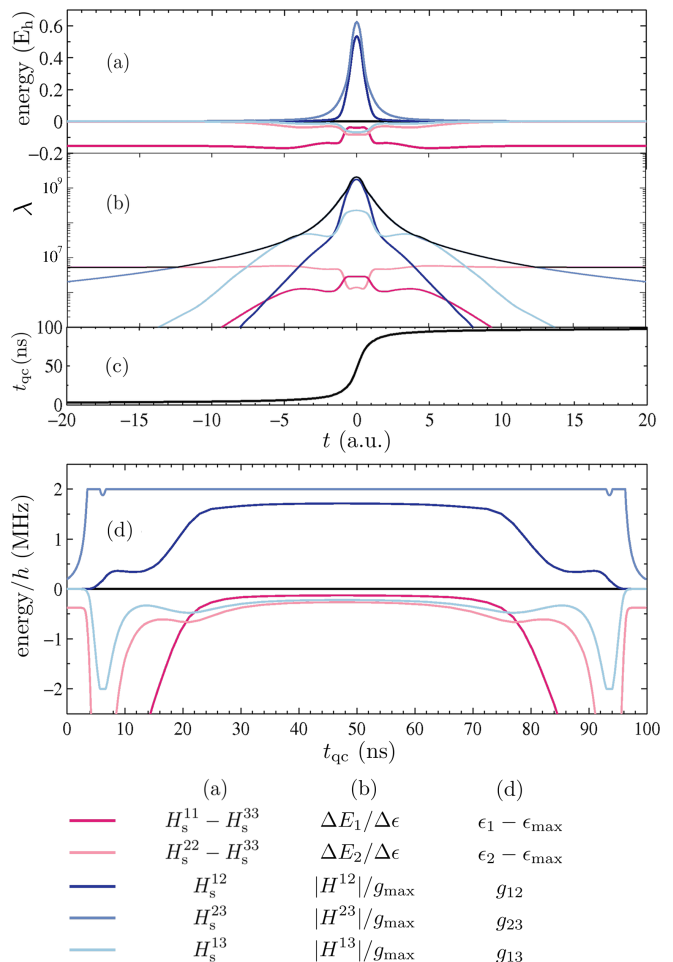 energy (E_h)
0.6
0.4
0.2
0
−0.2
(a)
λ
10^9
10^7
(b)
t_qc (ns)
100
50
0
(c)
−20 −15 −10 −5 0 5 10 15 20
t (a.u.)
energy/h (MHz)
2
1
0
−1
−2
(d)
0 10 20 30 40 50 60 70 80 90 100
t_qc (ns)
(a) (b) (d)
H_s^11 − H_s^33 ΔE_1/Δϵ ϵ_1 − ϵ_max
H_s^22 − H_s^33 ΔE_2/Δϵ ϵ_2 − ϵ_max
H_s^12 |H^12|/g_max g_12
H_s^23 |H^23|/g_max g_23
H_s^13 |H^13|/g_max g_13